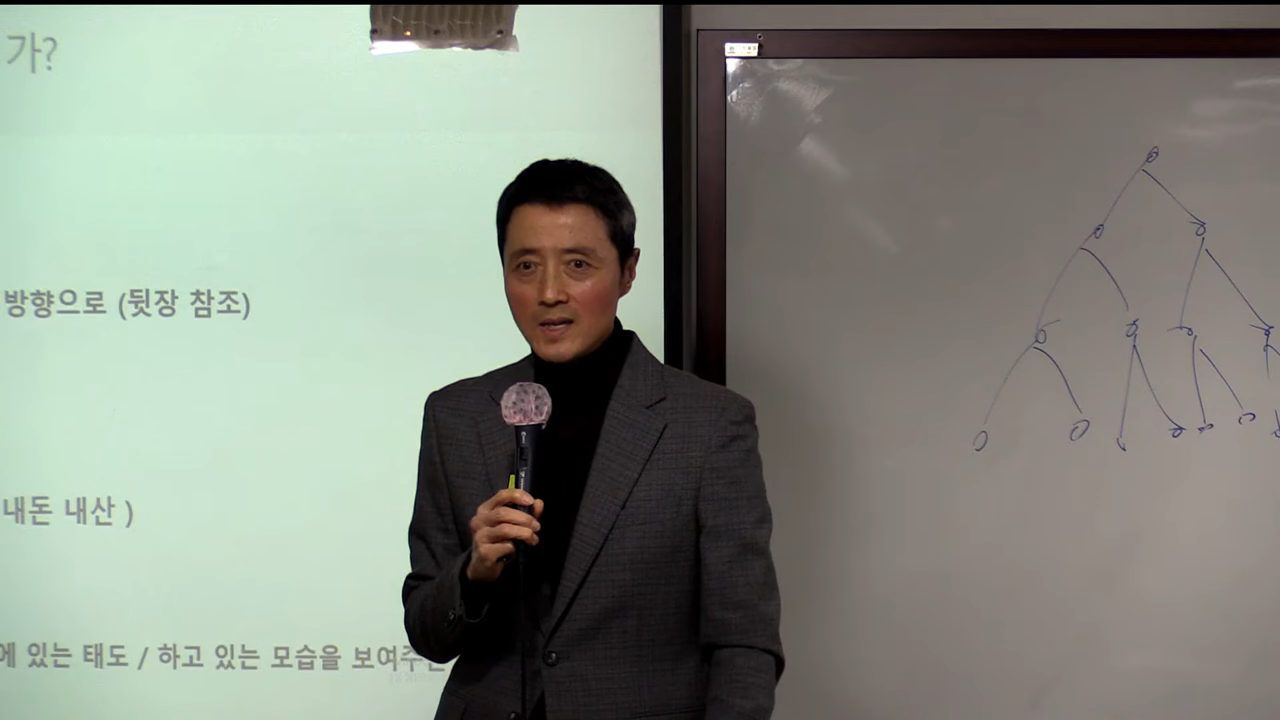 가?
방향으로 (뒷장 참조)
내돈 내산 )
에 있는 태도 / 하고 있는 모습을 보여주는